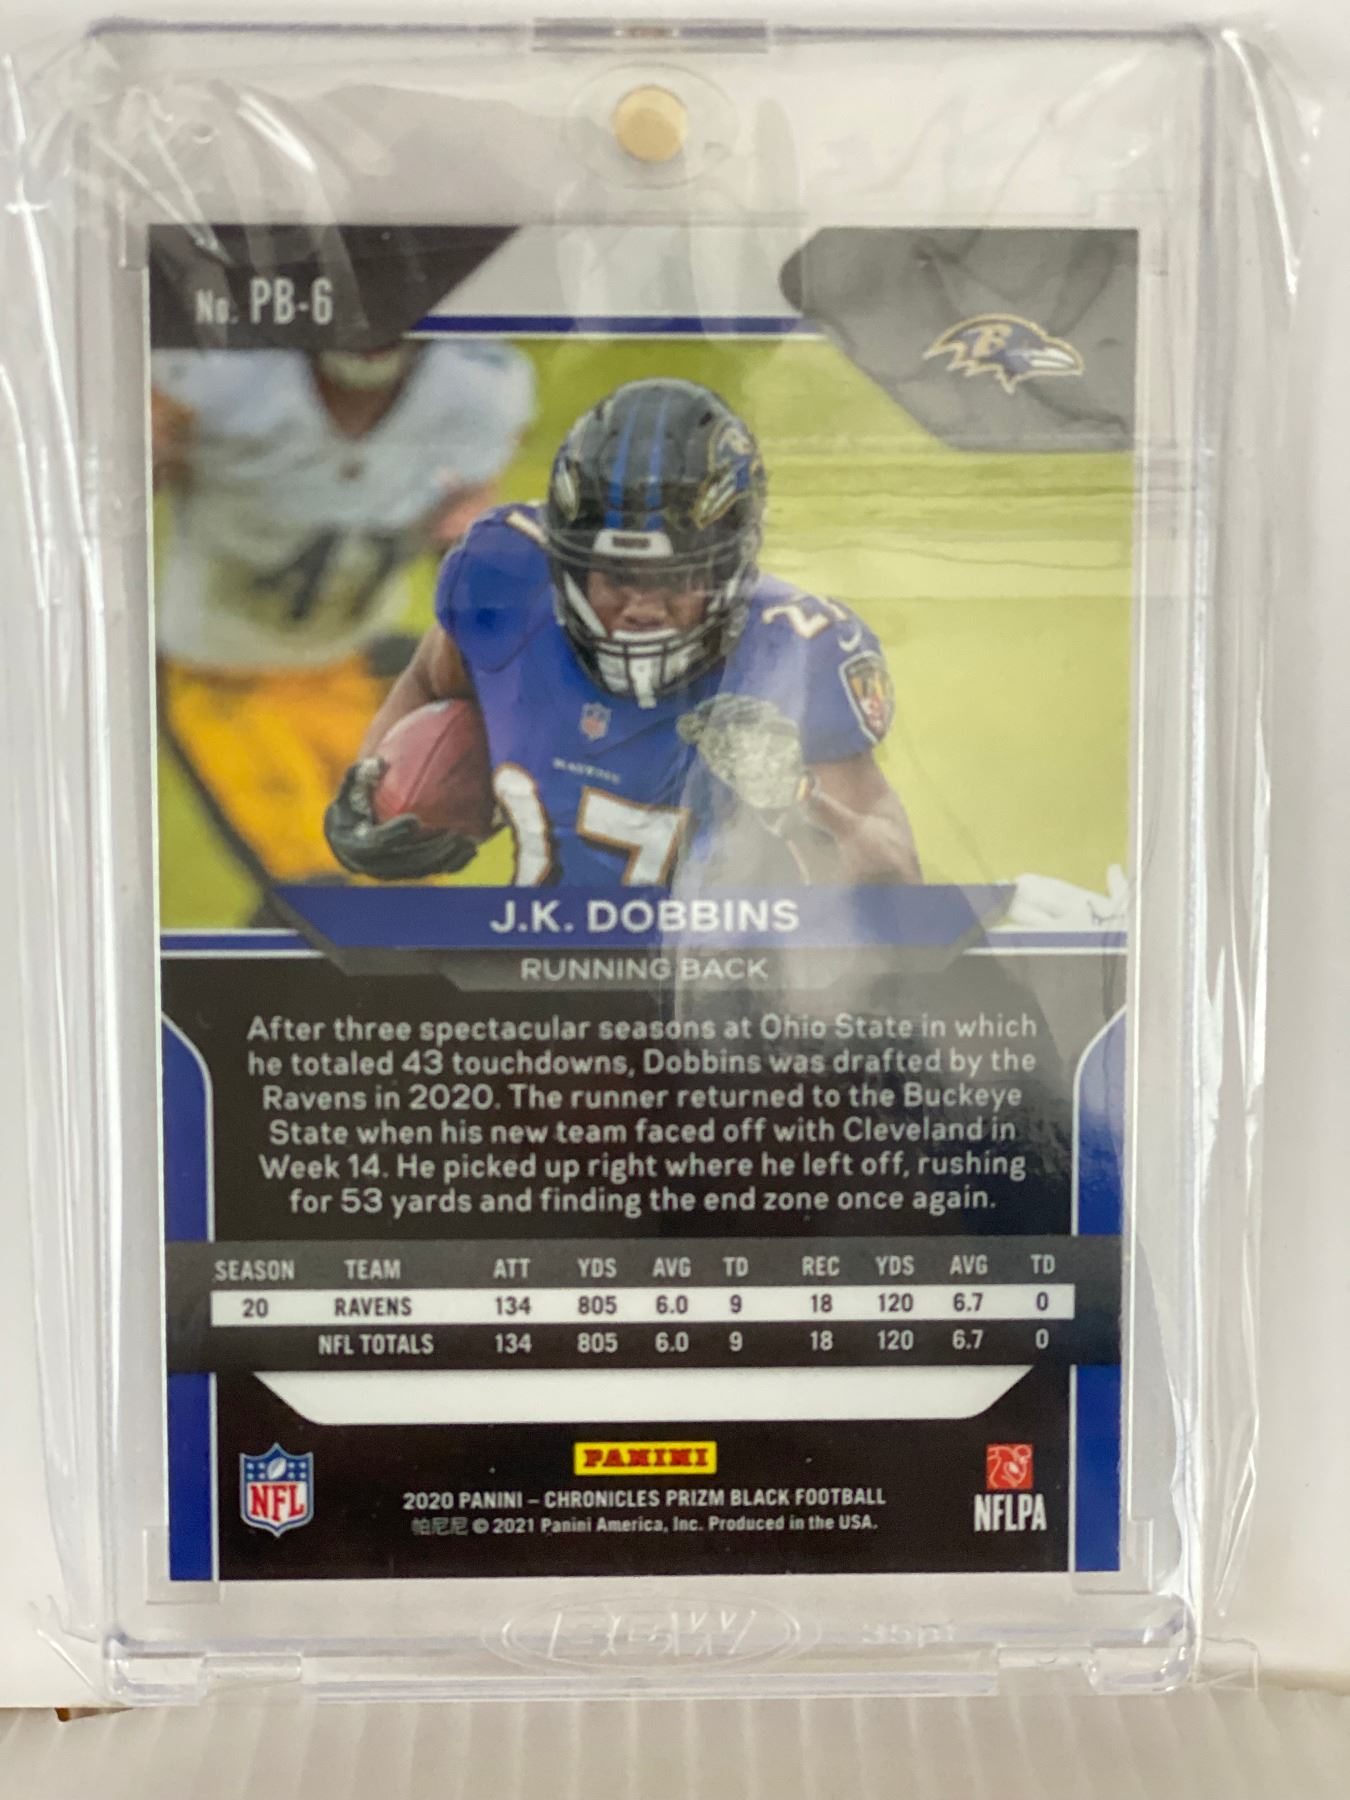 No. PB-6
B
27
RAVENS
27
J.K. DOBBINS
RUNNING BACK
After three spectacular seasons at Ohio State in which
he totaled 43 touchdowns, Dobbins was drafted by the
Ravens in 2020. The runner returned to the Buckeye
State when his new team faced off with Cleveland in
Week 14. He picked up right where he left off, rushing
for 53 yards and finding the end zone once again.
SEASON TEAM ATT YDS AVG TD REC YDS AVG TD
20 RAVENS 134 805 6.0 9 18 120 6.7 0
NFL TOTALS 134 805 6.0 9 18 120 6.7 0
PANINI
NFL
2020 PANINI – CHRONICLES PRIZM BLACK FOOTBALL
帕尼尼 © 2021 Panini America, Inc. Produced in the USA.
NFLPA
35pt